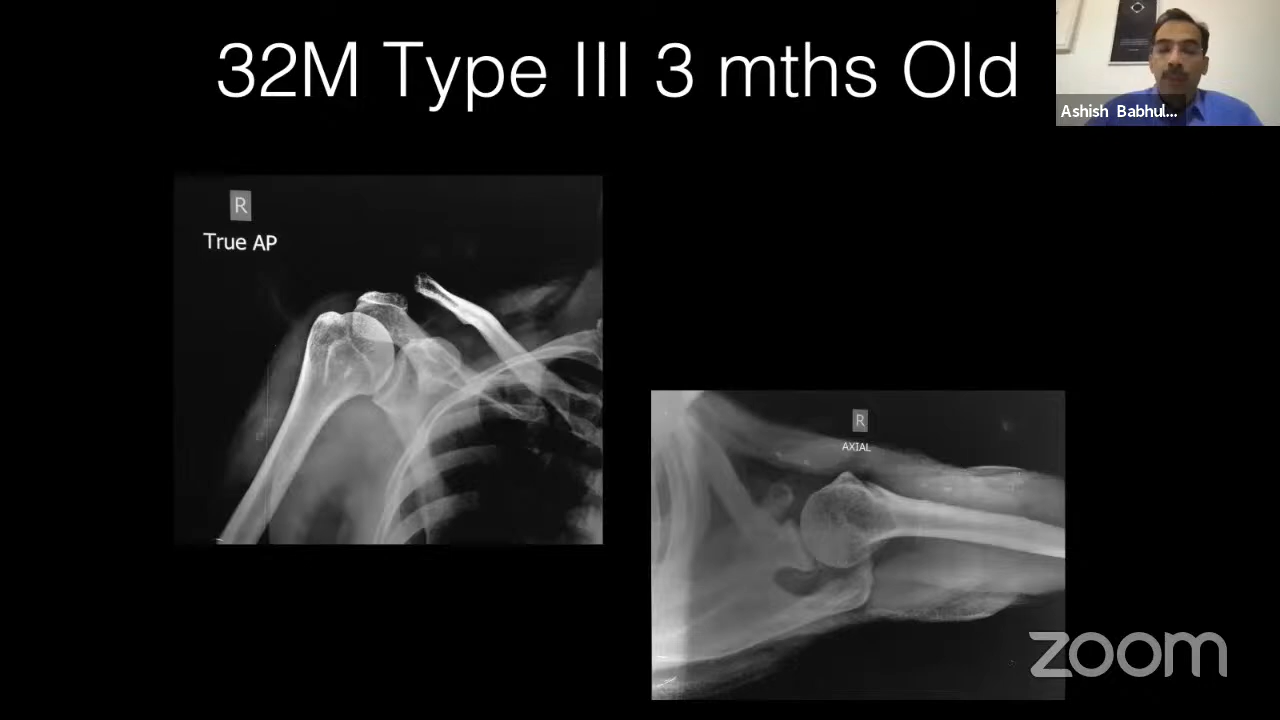 32M Type III 3 mths Old
Ashish Babhul...
R
True AP
R
AXIAL
zoom